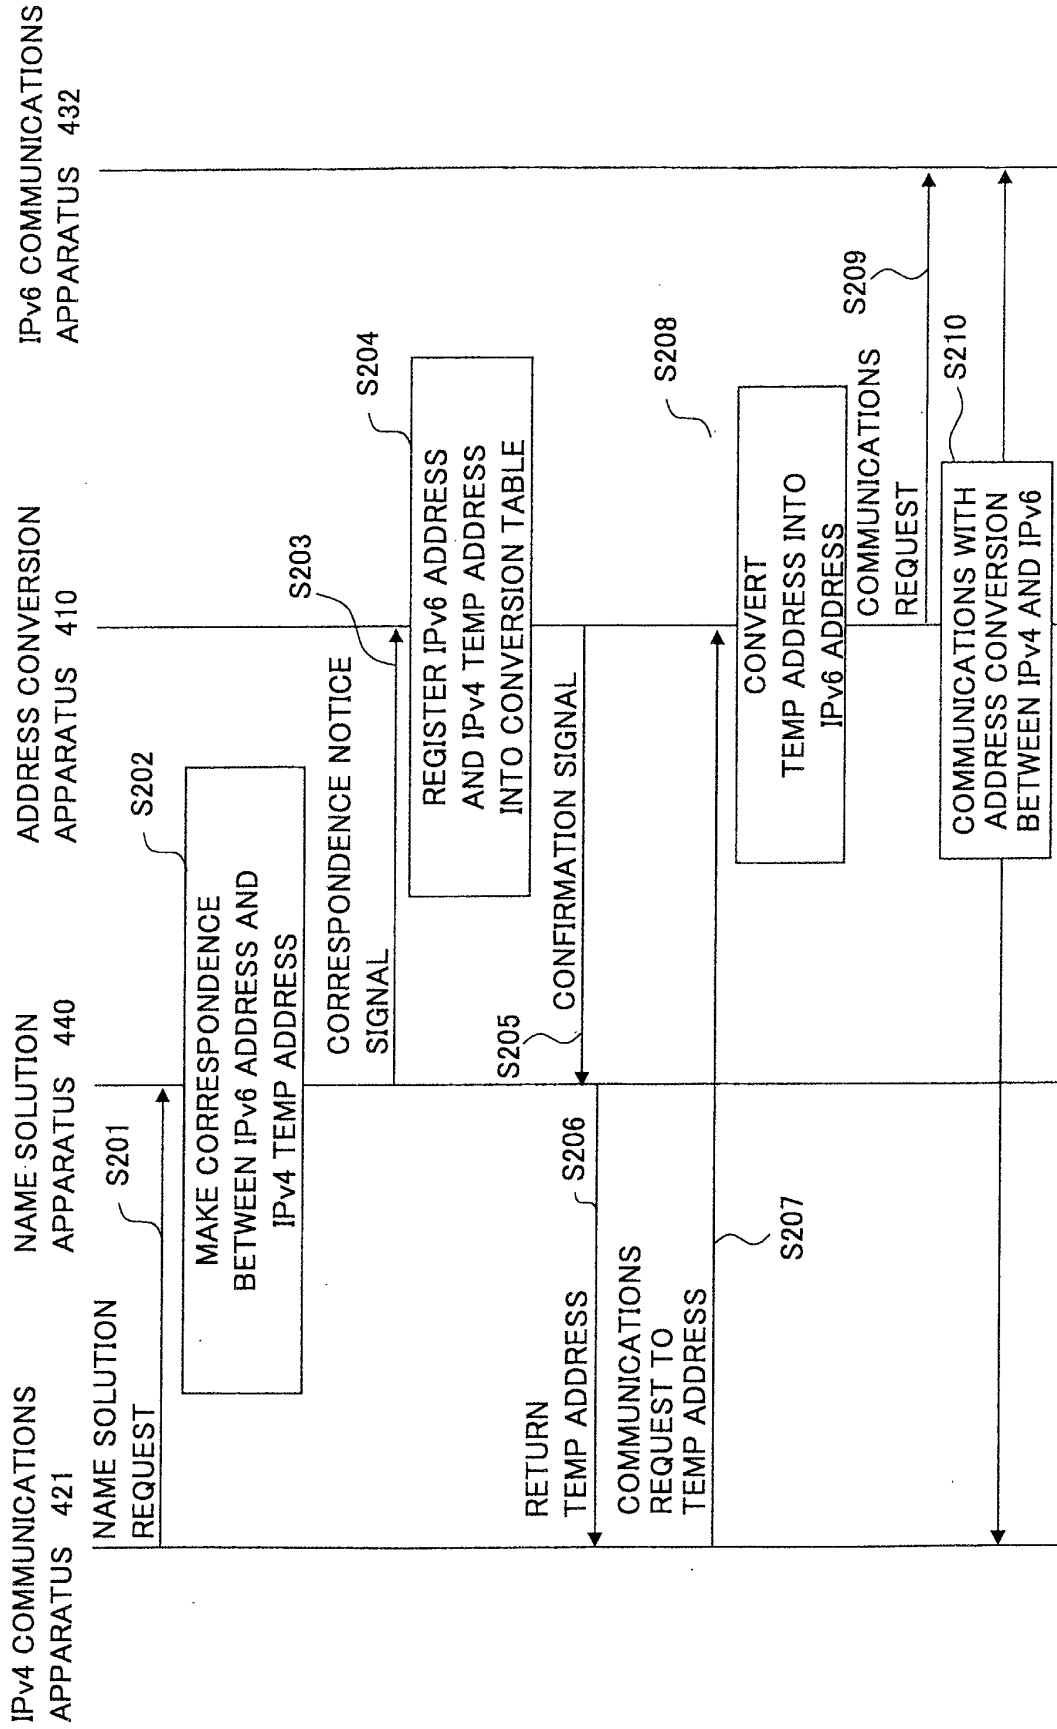 IPv4 COMMUNICATIONS
APPARATUS 421
NAME SOLUTION
APPARATUS 440
ADDRESS CONVERSION
APPARATUS 410
IPv6 COMMUNICATIONS
APPARATUS 432
NAME SOLUTION
REQUEST
S201
S202
MAKE CORRESPONDENCE
BETWEEN IPv6 ADDRESS AND
IPv4 TEMP ADDRESS
CORRESPONDENCE NOTICE
SIGNAL
S203
S204
REGISTER IPv6 ADDRESS
AND IPv4 TEMP ADDRESS
INTO CONVERSION TABLE
S205
CONFIRMATION SIGNAL
RETURN
TEMP ADDRESS
S206
COMMUNICATIONS
REQUEST TO
TEMP ADDRESS
S207
S208
CONVERT
TEMP ADDRESS INTO
IPv6 ADDRESS
COMMUNICATIONS
REQUEST
S209
S210
COMMUNICATIONS WITH
ADDRESS CONVERSION
BETWEEN IPv4 AND IPv6